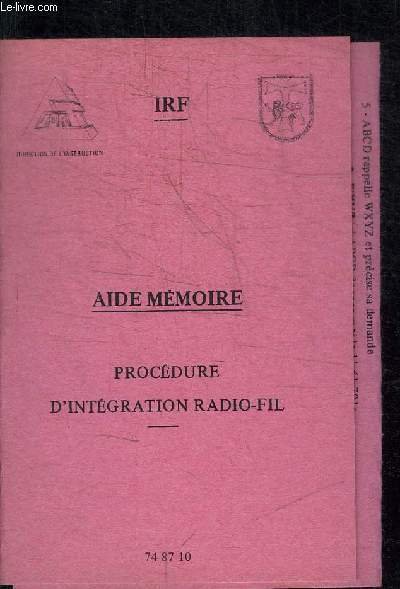 © Le-livre.com
IRF
DIRECTION DE L'INSTRUCTION
AIDE MÉMOIRE
PROCÉDURE
D'INTÉGRATION RADIO-FIL
74 87 10
5 - ABCD rappelle WXYZ et précise sa demande